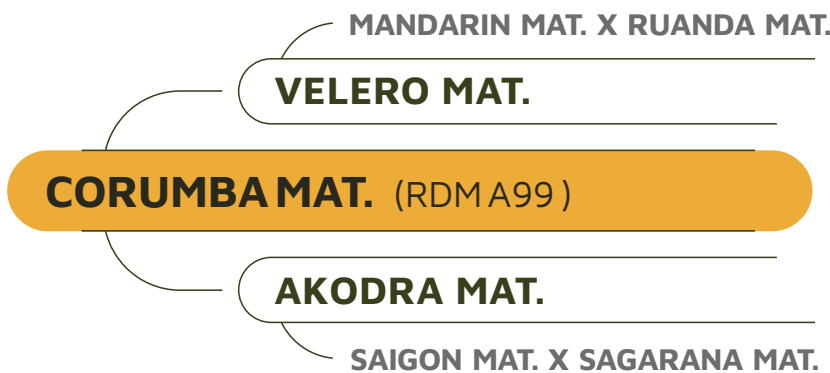 MANDARIN MAT. X RUANDA MAT.
VELERO MAT.
CORUMBA MAT. (RDM A99)
AKODRA MAT.
SAIGON MAT. X SAGARANA MAT.